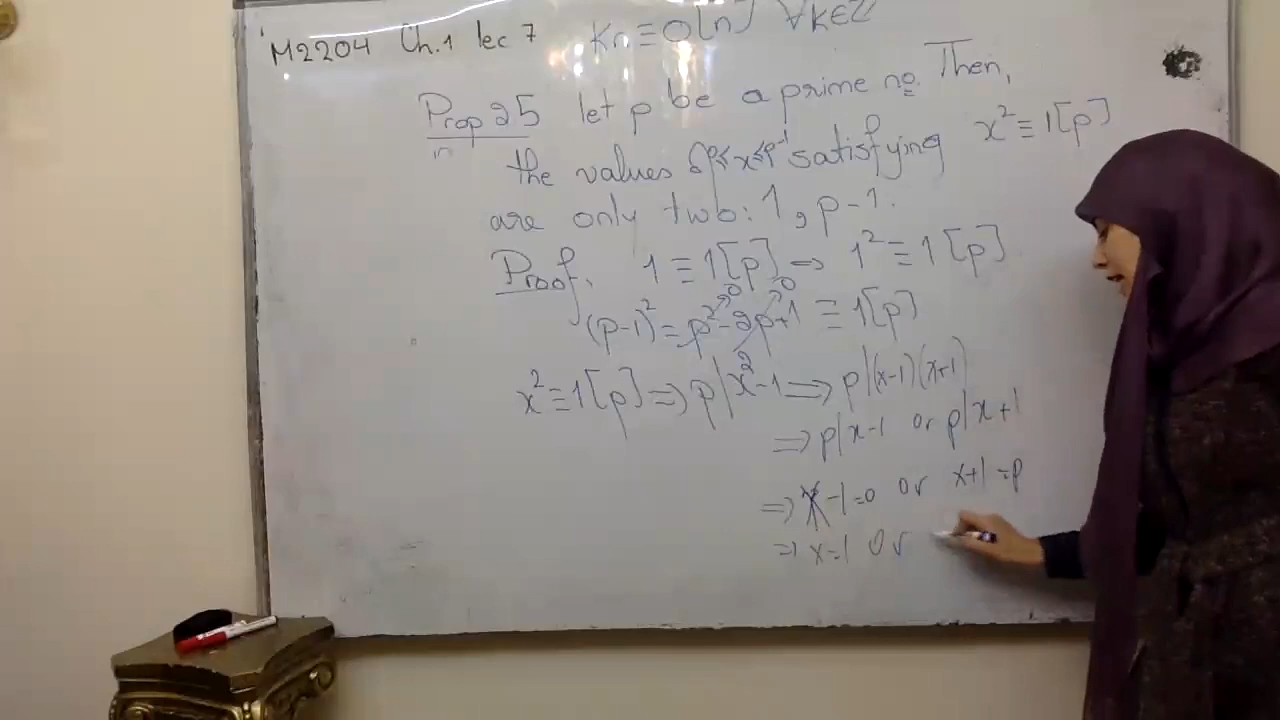 M2204 Ch.1 lec 7 Kn ≡ 0[n] ∀k∈ℤ
Prop 25 let p be a prime no. Then,
in the values of 0≤x≤p-1 satisfying x² ≡ 1[p]
are only two: 1, p-1.
Proof. 1 ≡ 1[p] ⇒ 1² ≡ 1[p]
(p-1)² = p² - 2p + 1 ≡ 1[p]
x² ≡ 1[p] ⇒ p|x²-1 ⇒ p|(x-1)(x+1)
⇒ p|x-1 or p|x+1
⇒ x-1=0 or x+1=p
⇒ x=1 or